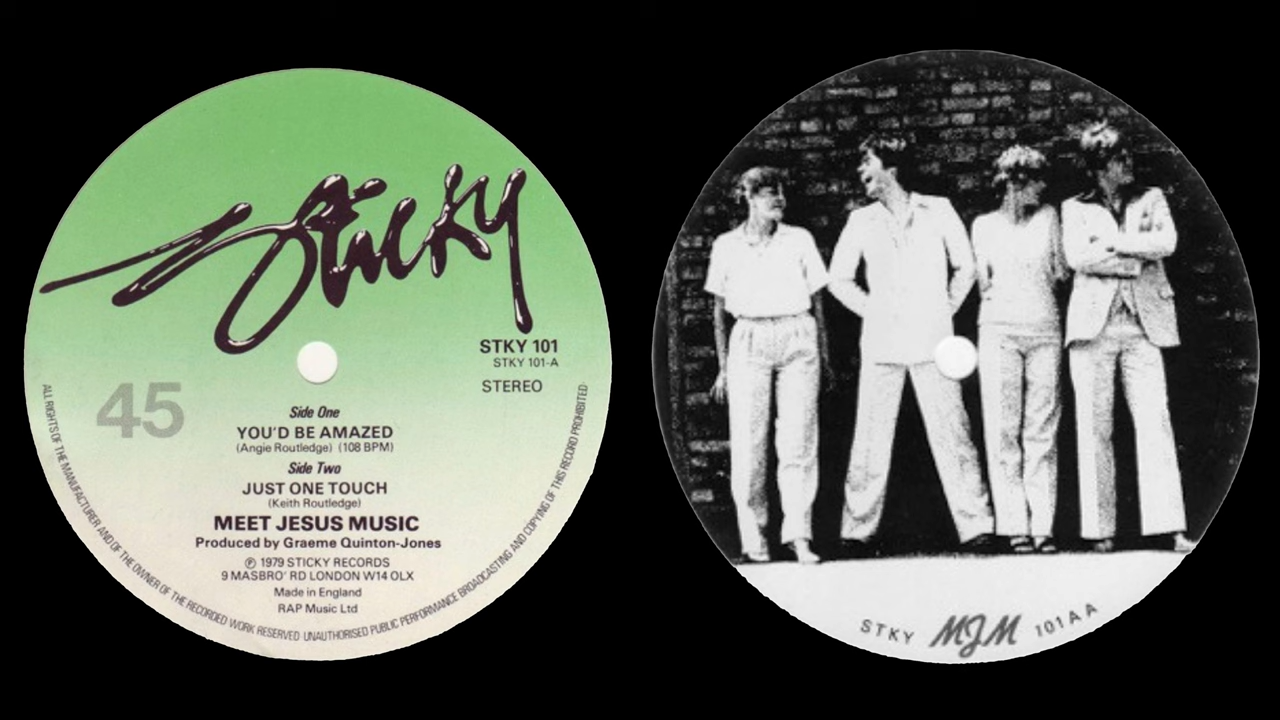 Sticky
STKY 101
STKY 101-A
STEREO
45
Side One
YOU'D BE AMAZED
(Angie Routledge) (108 BPM)
Side Two
JUST ONE TOUCH
(Keith Routledge)
MEET JESUS MUSIC
Produced by Graeme Quinton-Jones
℗ 1979 STICKY RECORDS
9 MASBRO' RD LONDON W14 OLX
Made in England
RAP Music Ltd
ALL RIGHTS OF THE MANUFACTURER AND OF THE OWNER OF THE RECORDED WORK RESERVED UNAUTHORISED PUBLIC PERFORMANCE BROADCASTING AND COPYING OF THIS RECORD PROHIBITED
STKY MJM 101 AA